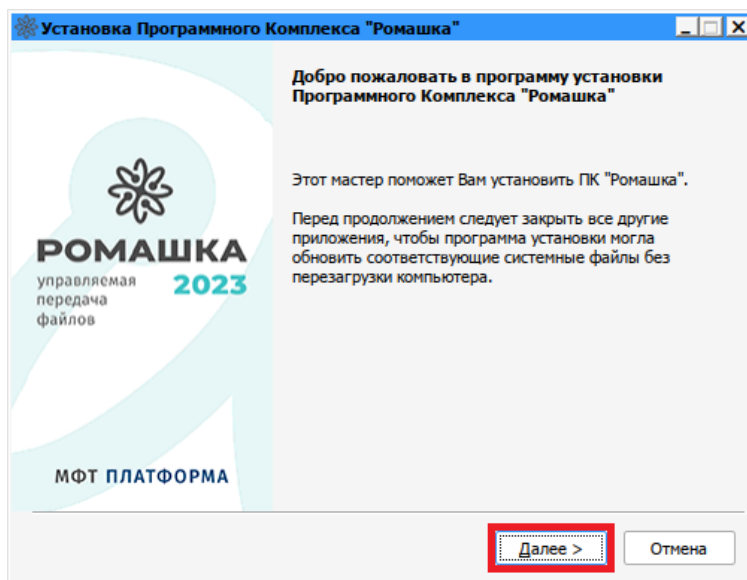 Установка Программного Комплекса "Ромашка"
Добро пожаловать в программу установки
Программного Комплекса "Ромашка"
Этот мастер поможет Вам установить ПК "Ромашка".
Перед продолжением следует закрыть все другие
приложения, чтобы программа установки могла
обновить соответствующие системные файлы без
перезагрузки компьютера.
РОМАШКА
управляемая
передача
файлов
2023
МФТ ПЛАТФОРМА
Далее >
Отмена